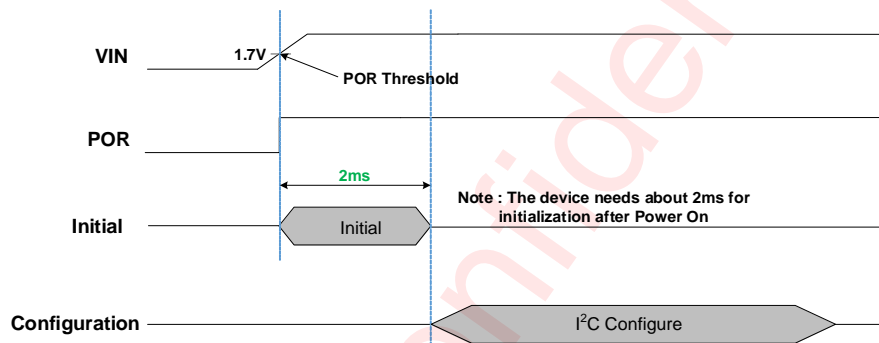 VIN
1.7V
POR Threshold
POR
2ms
Note : The device needs about 2ms for
initialization after Power On
Initial
Initial
Configuration
I²C Configure
onfiden